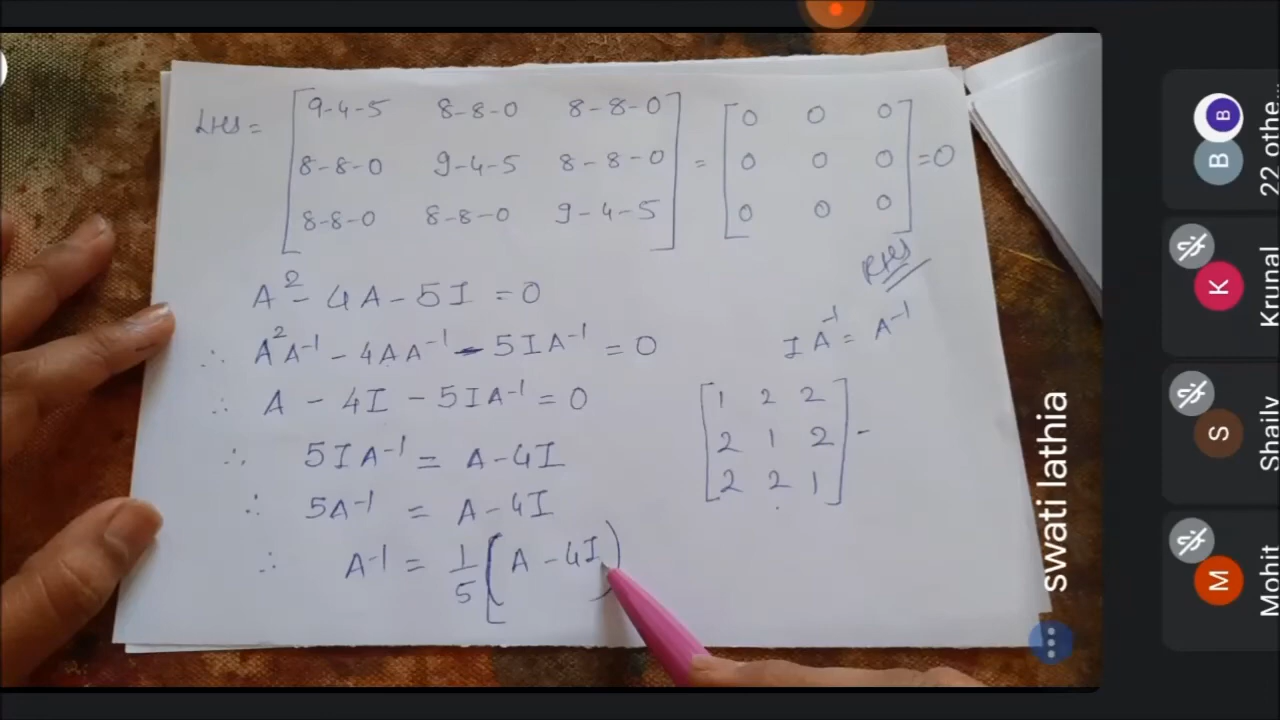 LHS = [ 9-4-5 8-8-0 8-8-0 ] = [ 0 0 0 ] = 0
[ 8-8-0 9-4-5 8-8-0 ] [ 0 0 0 ]
[ 8-8-0 8-8-0 9-4-5 ] [ 0 0 0 ]
RHS
A² - 4A - 5I = 0
∴ A²A⁻¹ - 4AA⁻¹ - 5IA⁻¹ = 0
∴ A - 4I - 5IA⁻¹ = 0
∴ 5IA⁻¹ = A - 4I
∴ 5A⁻¹ = A - 4I
∴ A⁻¹ = 1/5 [(A - 4I)
IA⁻¹ = A⁻¹
[ 1 2 2 ]
[ 2 1 2 ] -
[ 2 2 1 ]
swati lathia
B
B
22 othe...
K
Krunal
S
Shaily
M
Mohit